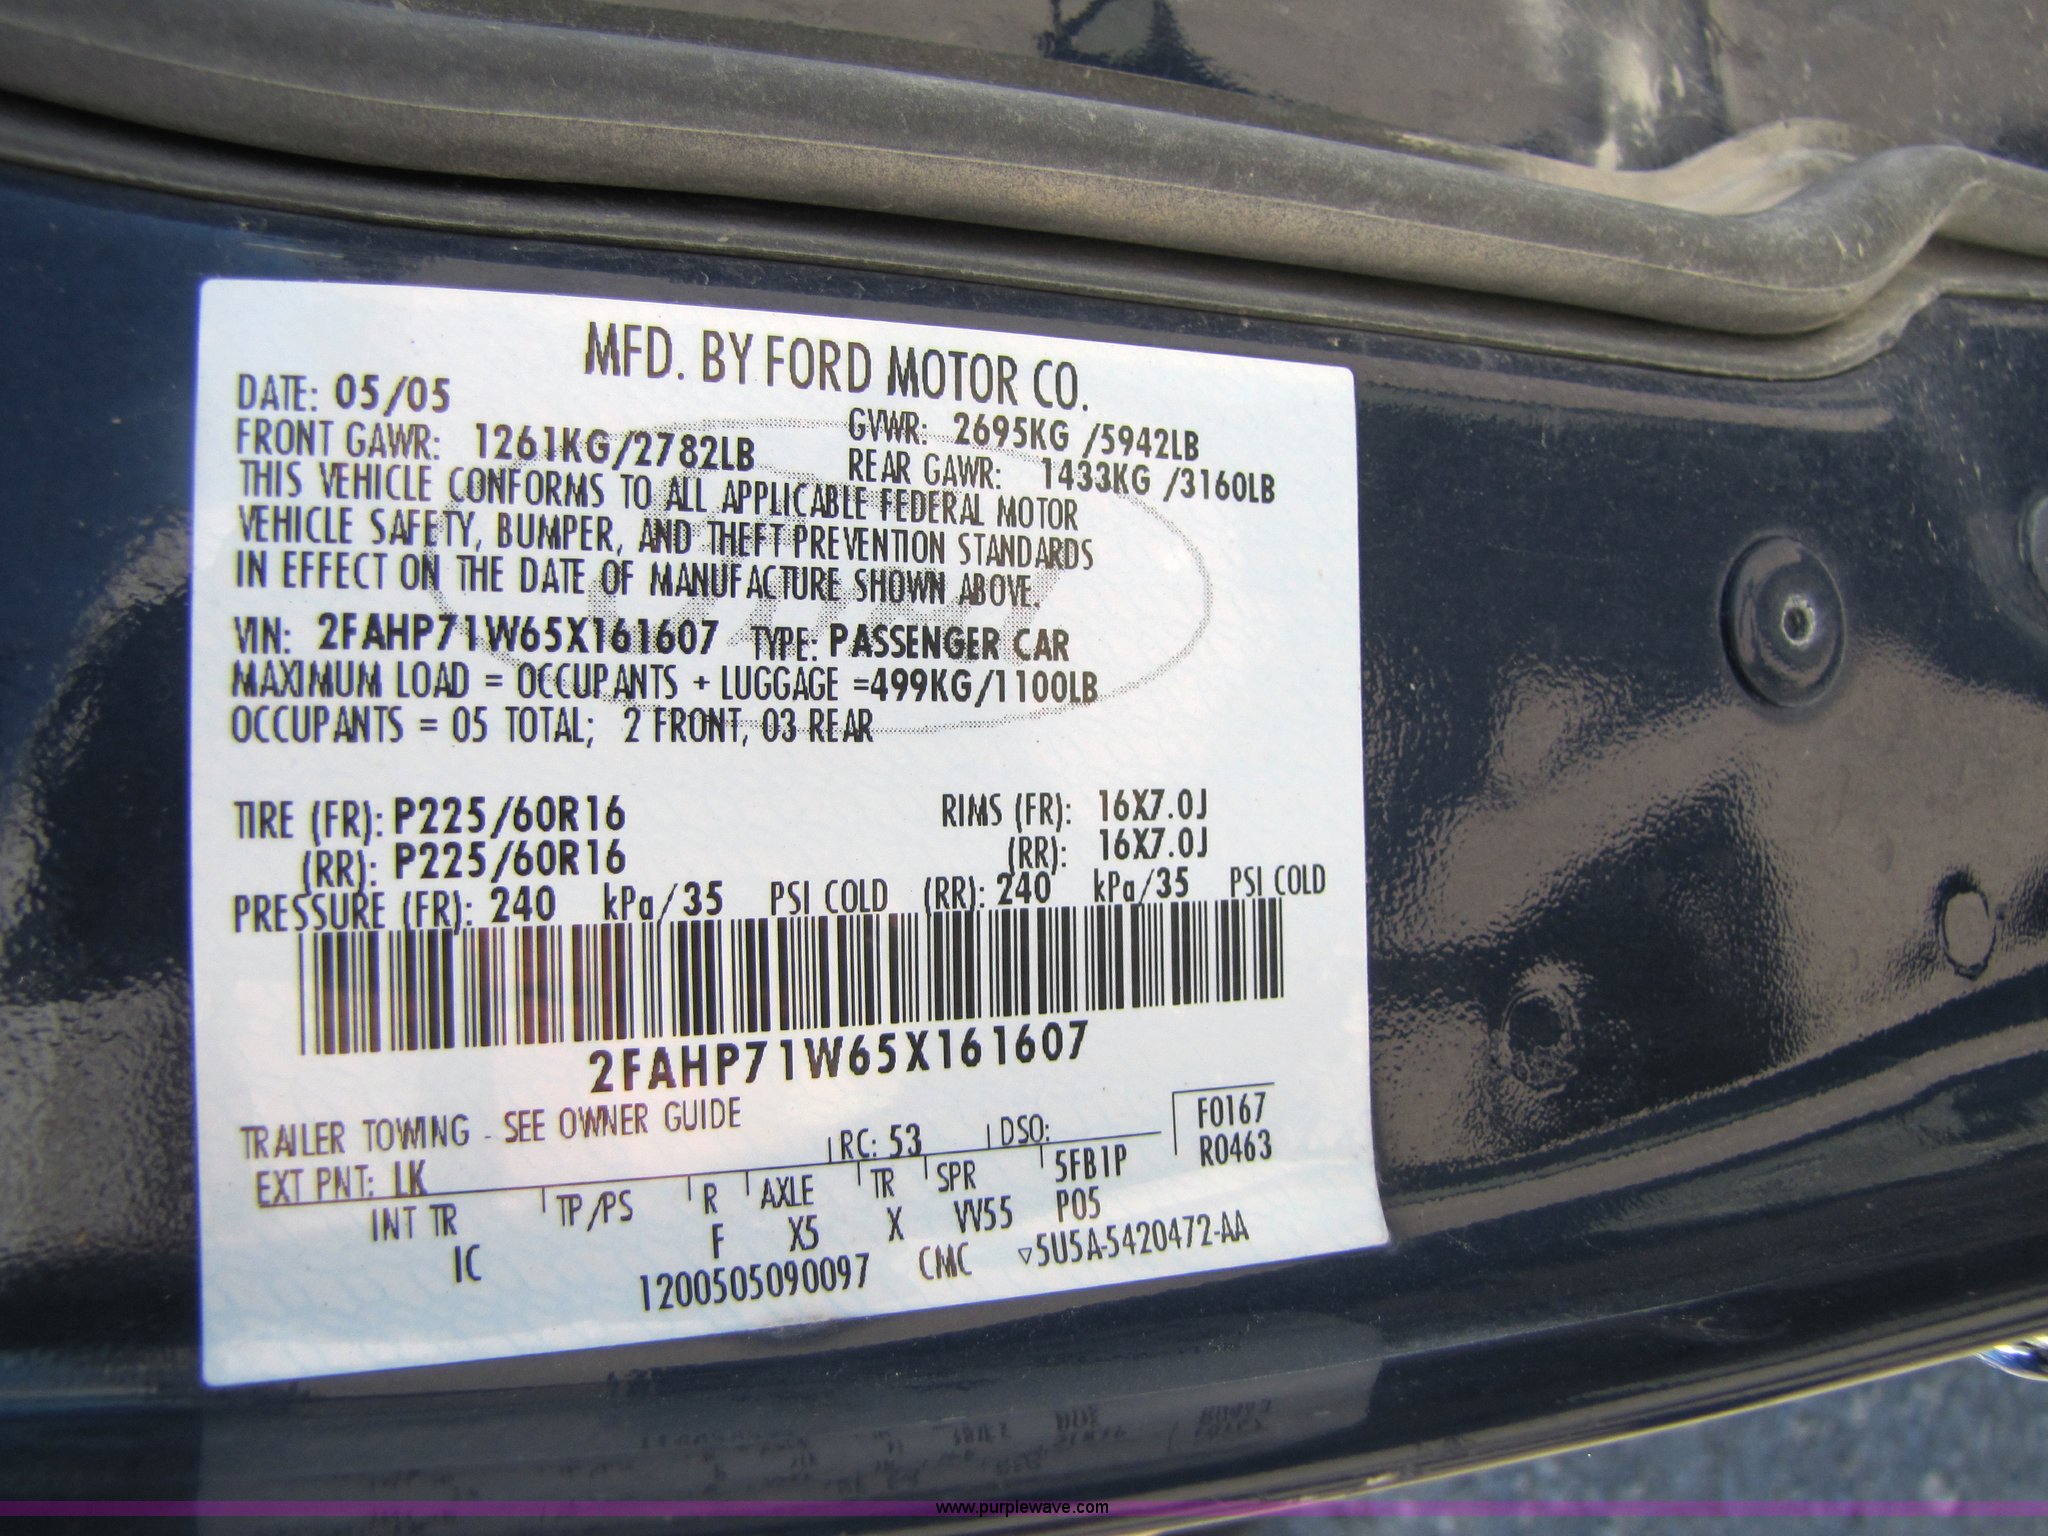 MFD. BY FORD MOTOR CO.
DATE: 05/05
GVWR: 2695KG /5942LB
FRONT GAWR: 1261KG/2782LB
REAR GAWR: 1433KG /3160LB
THIS VEHICLE CONFORMS TO ALL APPLICABLE FEDERAL MOTOR
VEHICLE SAFETY, BUMPER, AND THEFT PREVENTION STANDARDS
IN EFFECT ON THE DATE OF MANUFACTURE SHOWN ABOVE.
VIN: 2FAHP71W65X161607 TYPE: PASSENGER CAR
MAXIMUM LOAD = OCCUPANTS + LUGGAGE =499KG/1100LB
OCCUPANTS = 05 TOTAL; 2 FRONT, 03 REAR
TIRE (FR): P225/60R16 RIMS (FR): 16X7.0J
(RR): P225/60R16 (RR): 16X7.0J
PRESSURE (FR): 240 kPa/35 PSI COLD (RR): 240 kPa/35 PSI COLD
2FAHP71W65X161607
TRAILER TOWING - SEE OWNER GUIDE
EXT PNT: LK RC: 53 DSO: F0167
R0463
INT TR TP/PS R AXLE TR SPR 5FB1P
IC F X5 X VV55 P05
1200505090097 CMC ▿5U5A-5420472-AA
www.purplewave.com